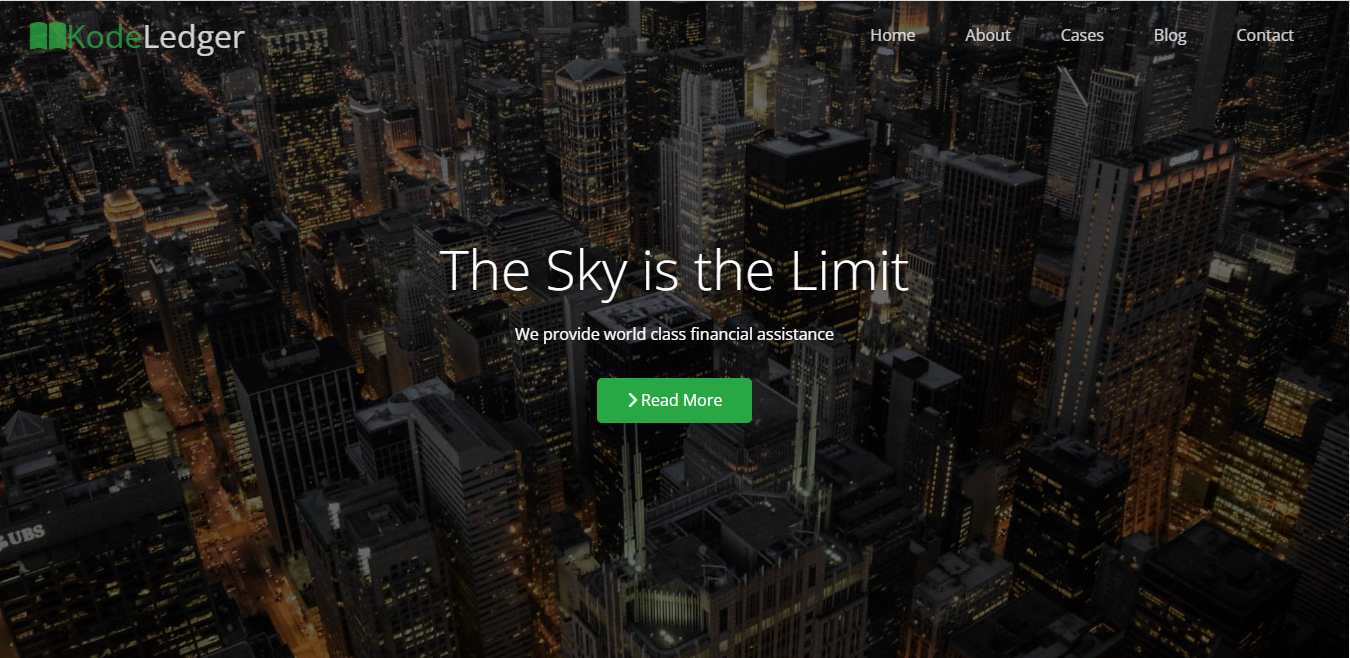 KodeLedger
Home About Cases Blog Contact
The Sky is the Limit
We provide world class financial assistance
Read More
UBS